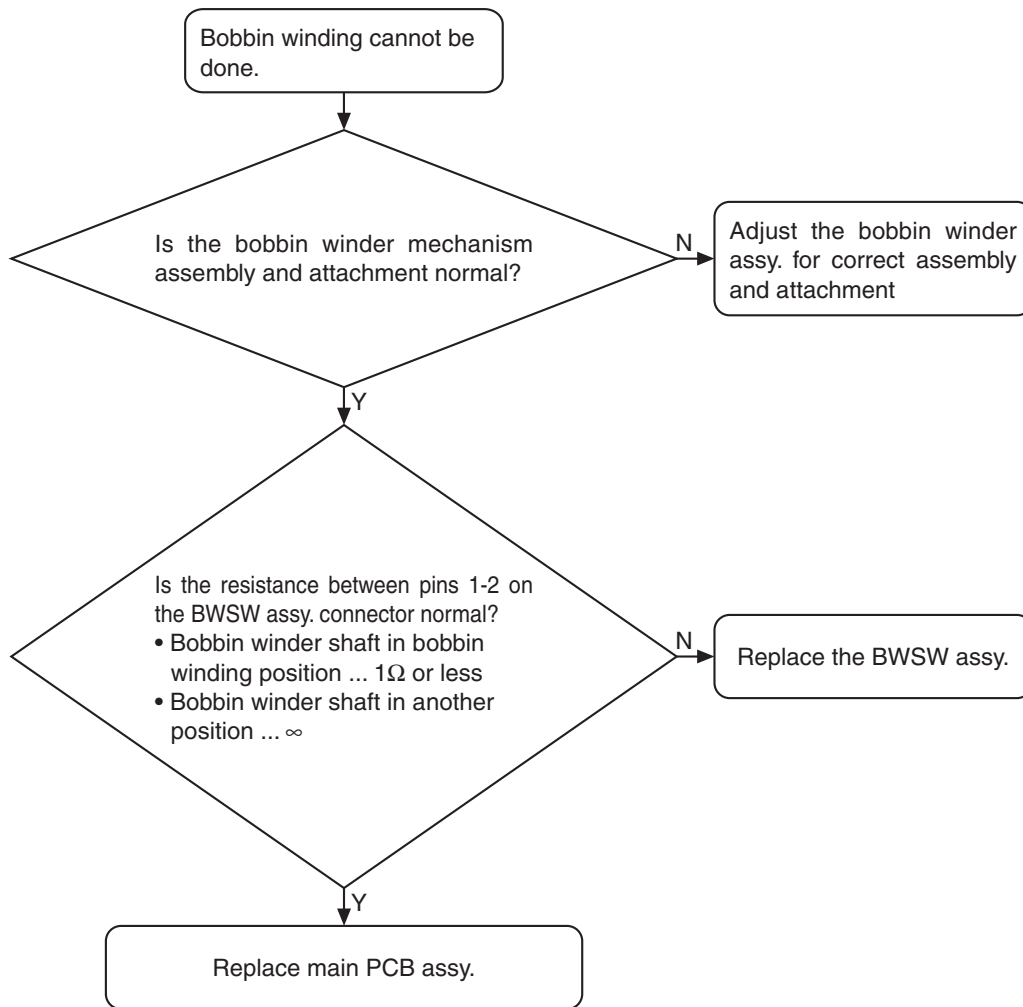 Bobbin winding cannot be
done.
Is the bobbin winder mechanism
assembly and attachment normal?
N
Adjust the bobbin winder
assy. for correct assembly
and attachment
Y
Is the resistance between pins 1-2 on
the BWSW assy. connector normal?
• Bobbin winder shaft in bobbin
winding position ... 1Ω or less
• Bobbin winder shaft in another
position ... ∞
N
Replace the BWSW assy.
Y
Replace main PCB assy.